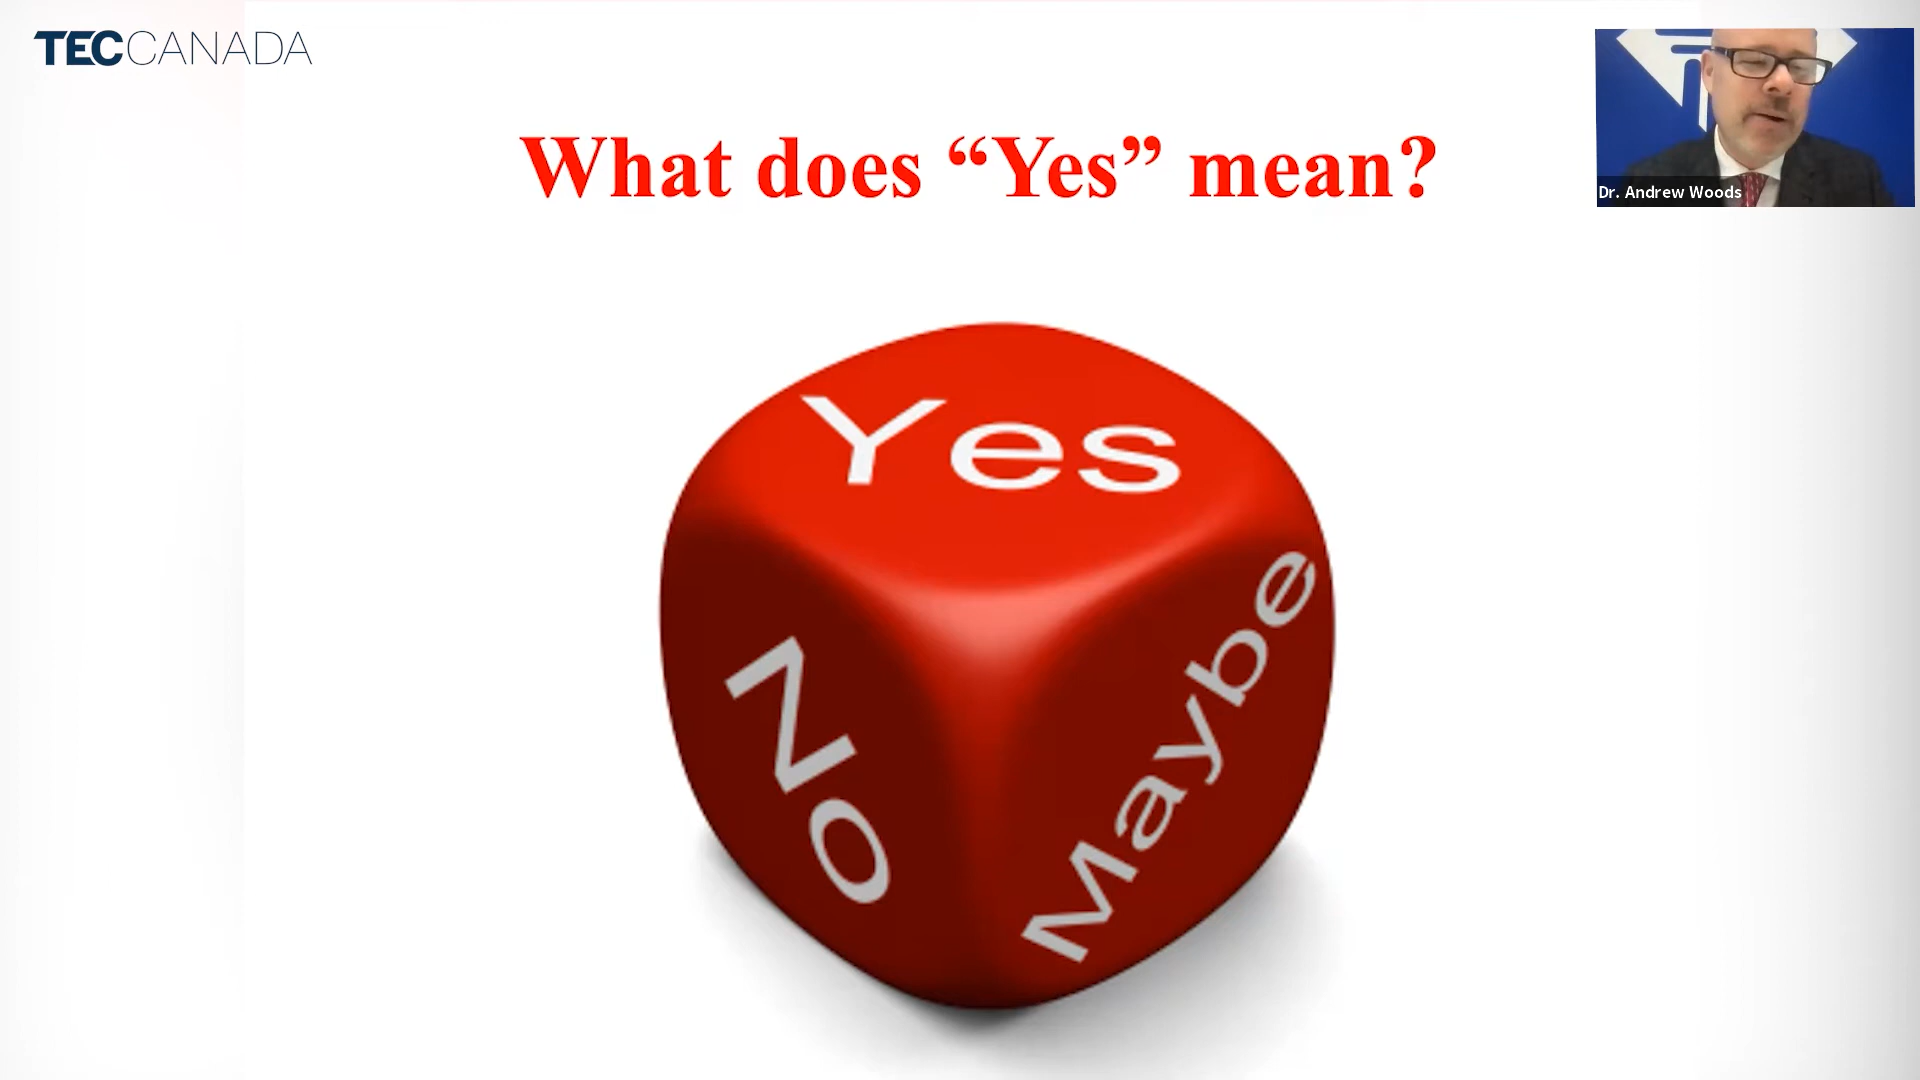 TECCANADA
What does “Yes” mean?
Dr. Andrew Woods
Yes
No
Maybe